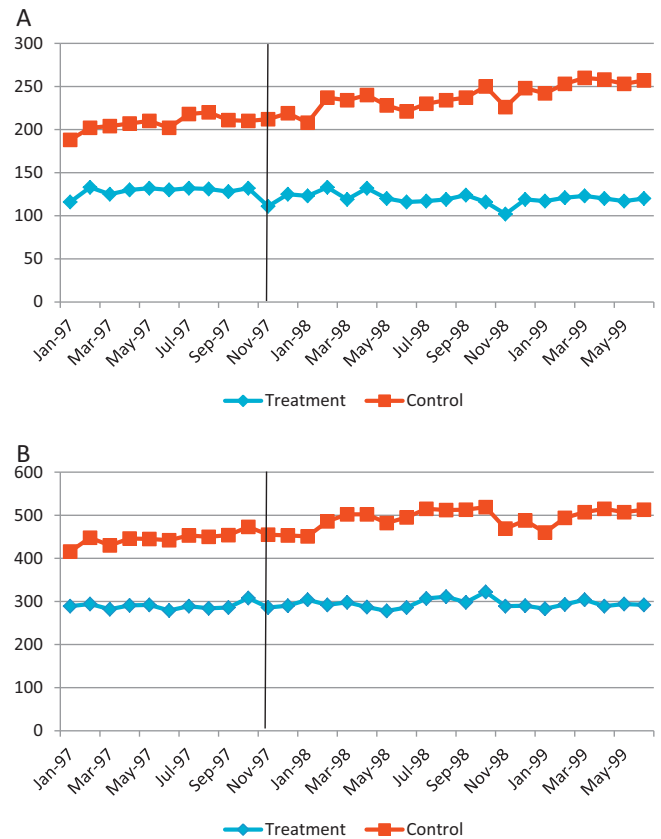 A
300
250
200
150
100
50
0
Jan-97 Mar-97 May-97 Jul-97 Sep-97 Nov-97 Jan-98 Mar-98 May-98 Jul-98 Sep-98 Nov-98 Jan-99 Mar-99 May-99
Treatment Control
B
600
500
400
300
200
100
0
Jan-97 Mar-97 May-97 Jul-97 Sep-97 Nov-97 Jan-98 Mar-98 May-98 Jul-98 Sep-98 Nov-98 Jan-99 Mar-99 May-99
Treatment Control